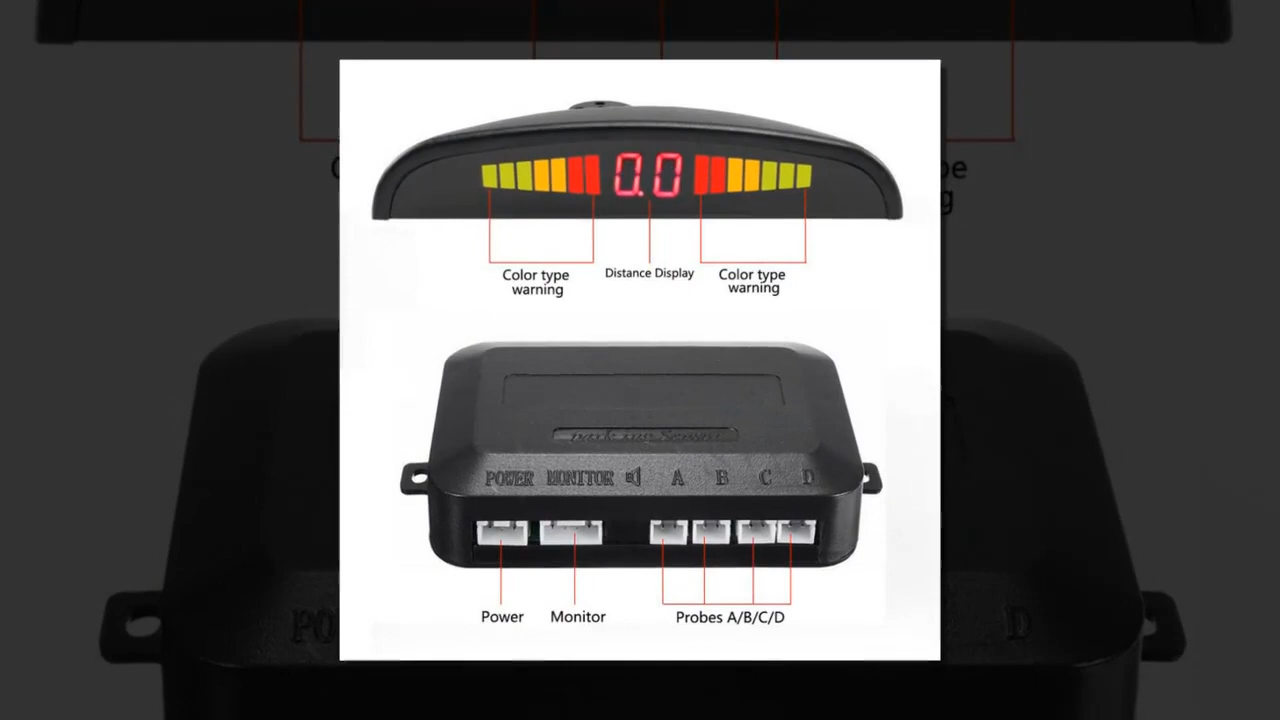 0.0
Color type
warning
Distance Display
Color type
warning
POWER MONITOR A B C D
Power
Monitor
Probes A/B/C/D